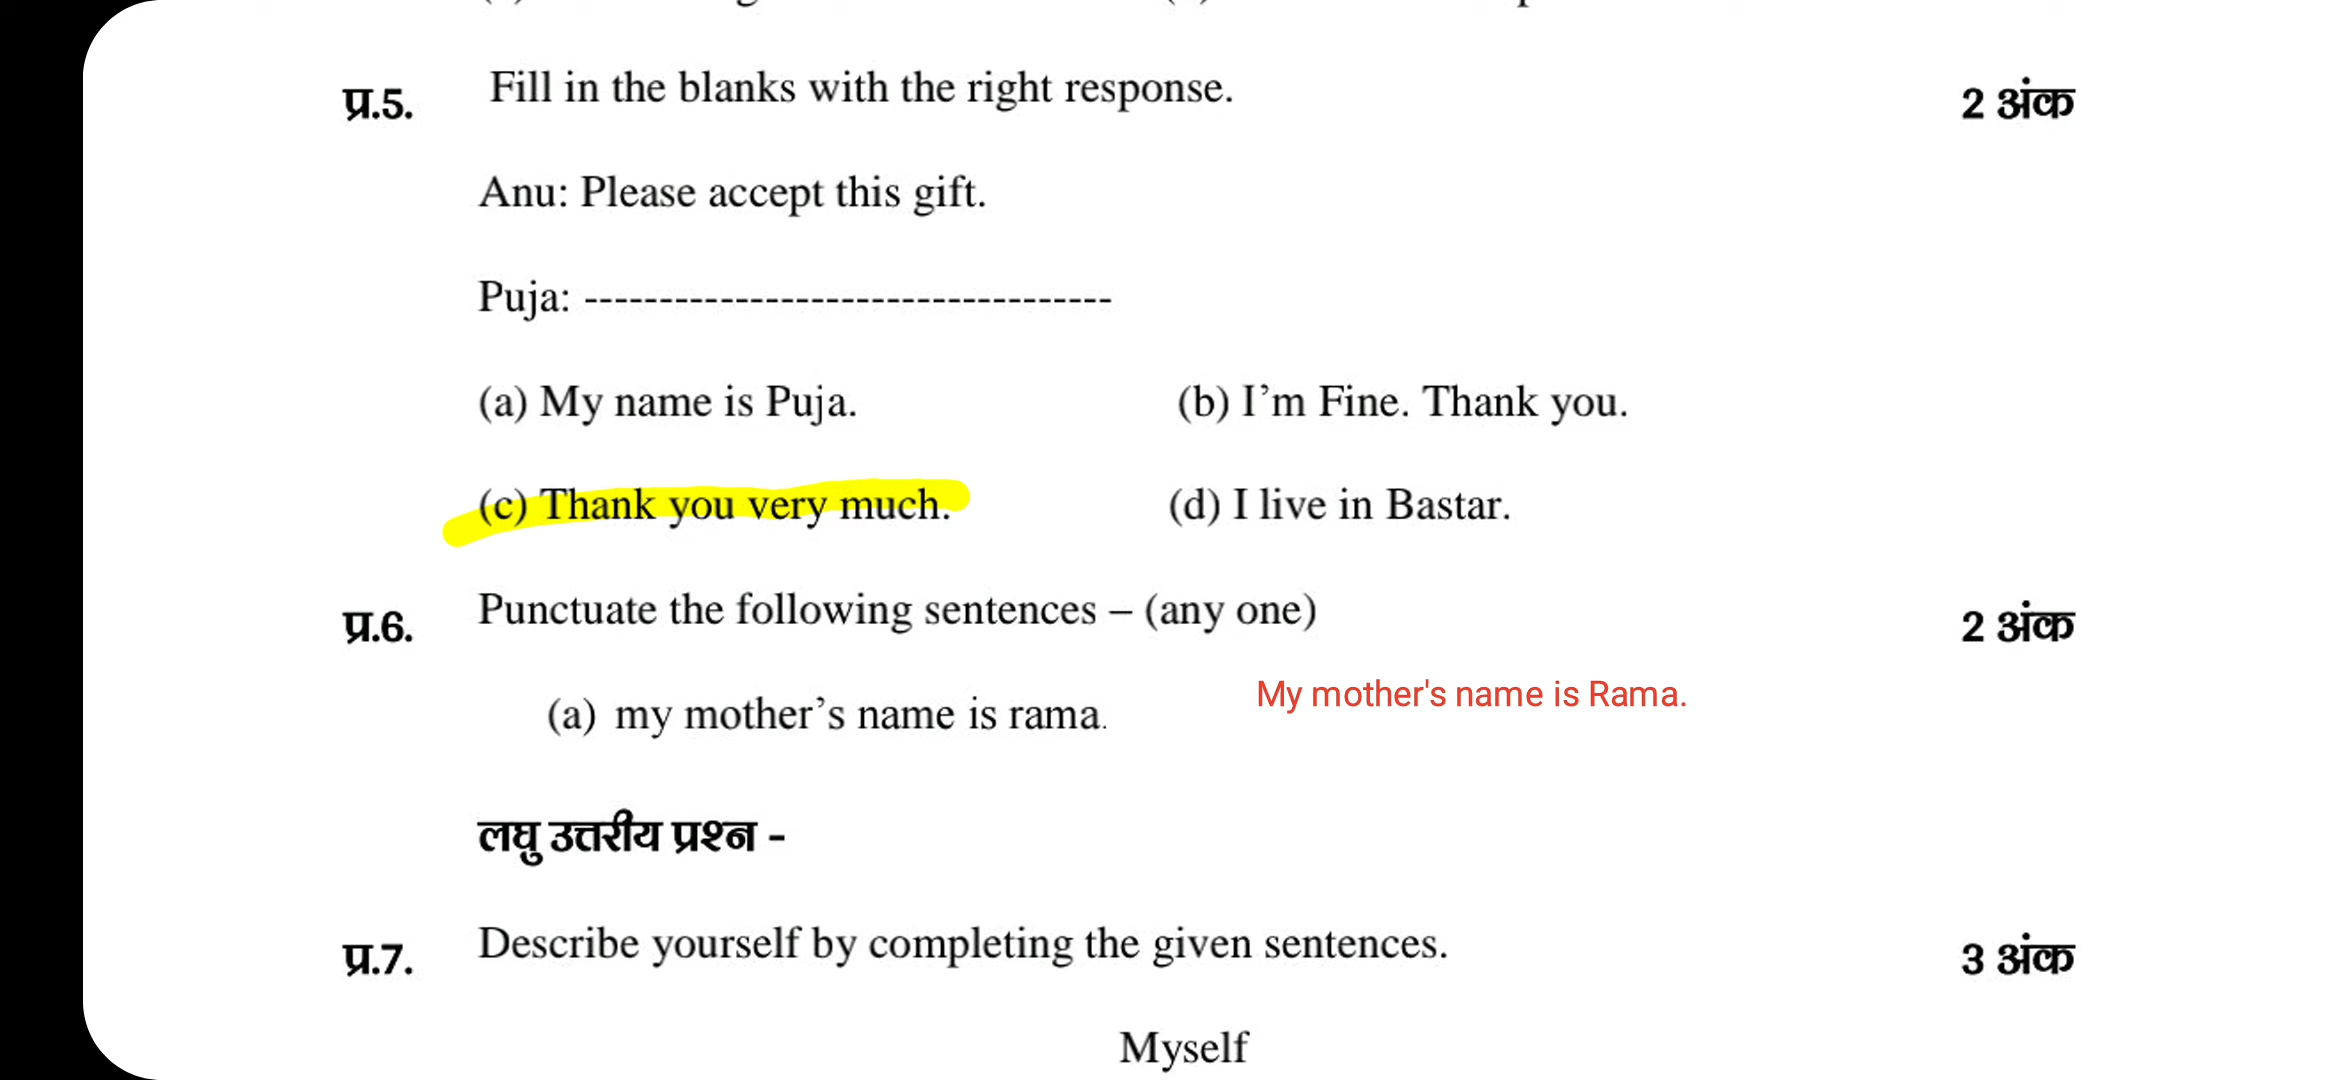 प्र.5. Fill in the blanks with the right response. 2 अंक
Anu: Please accept this gift.
Puja: -----------------------------------
(a) My name is Puja. (b) I’m Fine. Thank you.
(c) Thank you very much. (d) I live in Bastar.
प्र.6. Punctuate the following sentences – (any one) 2 अंक
(a) my mother’s name is rama. My mother's name is Rama.
लघु उत्तरीय प्रश्न -
प्र.7. Describe yourself by completing the given sentences. 3 अंक
Myself